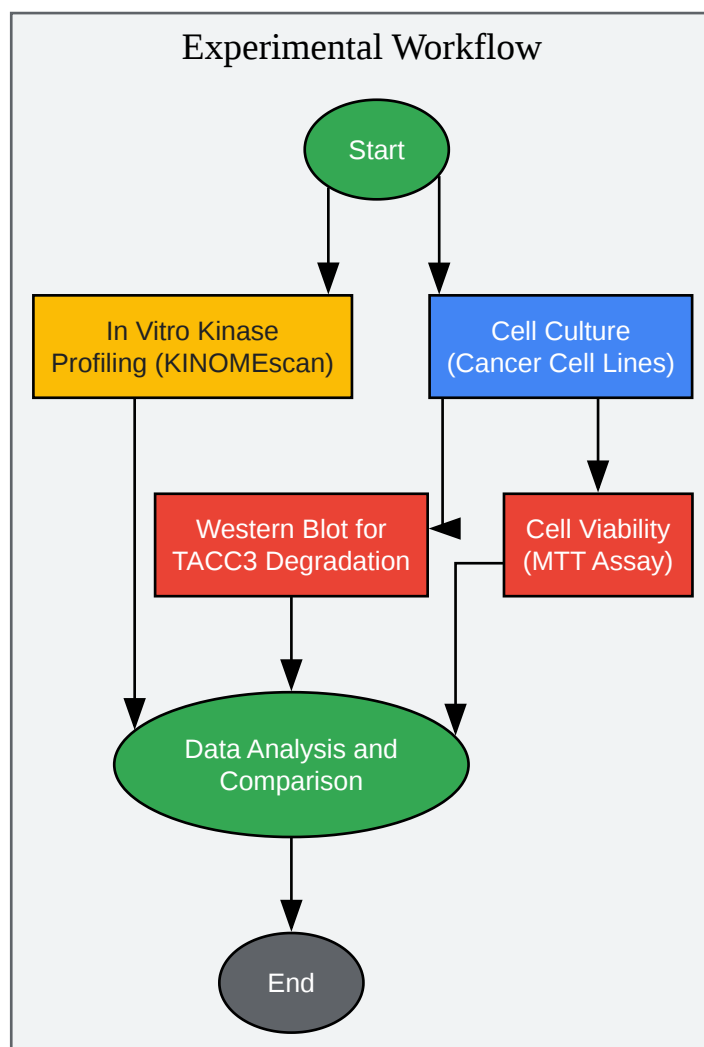 Experimental Workflow
Start
In Vitro Kinase
Profiling (KINOMEscan)
Cell Culture
(Cancer Cell Lines)
Western Blot for
TACC3 Degradation
Cell Viability
(MTT Assay)
Data Analysis and
Comparison
End